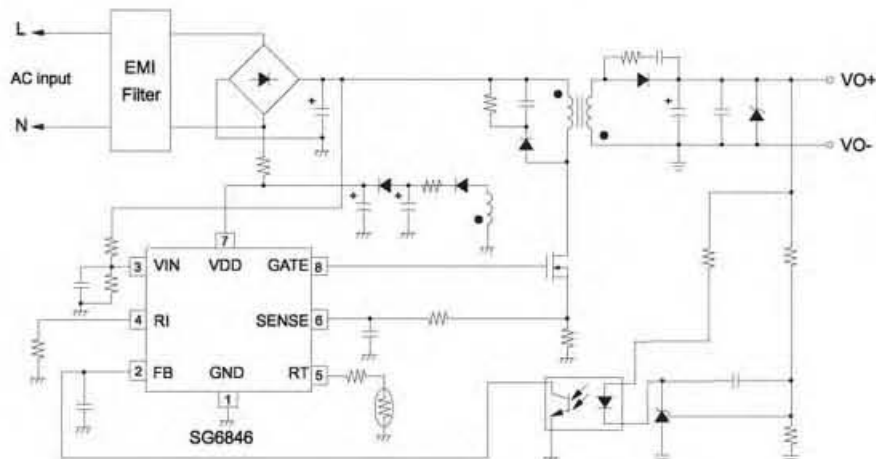 L
AC input
N
EMI
Filter
+
+
+
+
VO+
VO-
7
3 VIN VDD GATE 8
4 RI SENSE 6
2 FB GND RT 5
1
SG6846